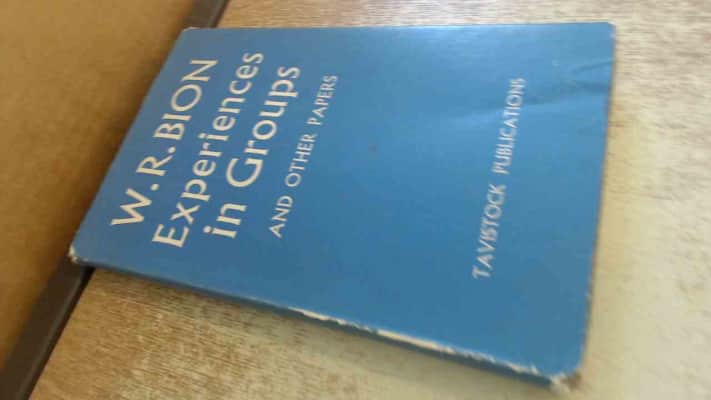 W.R.BION
Experiences
in Groups
AND OTHER PAPERS
TAVISTOCK PUBLICATIONS